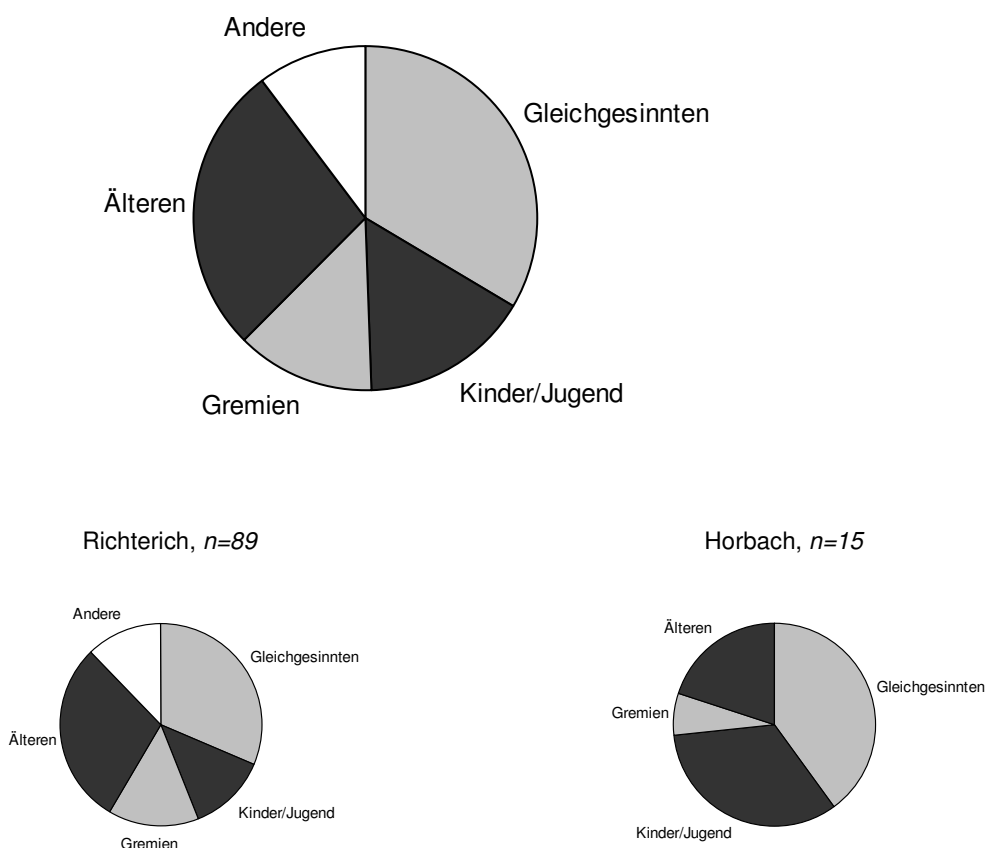 Andere
Gleichgesinnten
Älteren
Kinder/Jugend
Gremien
Richterich, n=89
Horbach, n=15
Andere
Gleichgesinnten
Älteren
Kinder/Jugend
Gremien
Älteren
Gleichgesinnten
Gremien
Kinder/Jugend